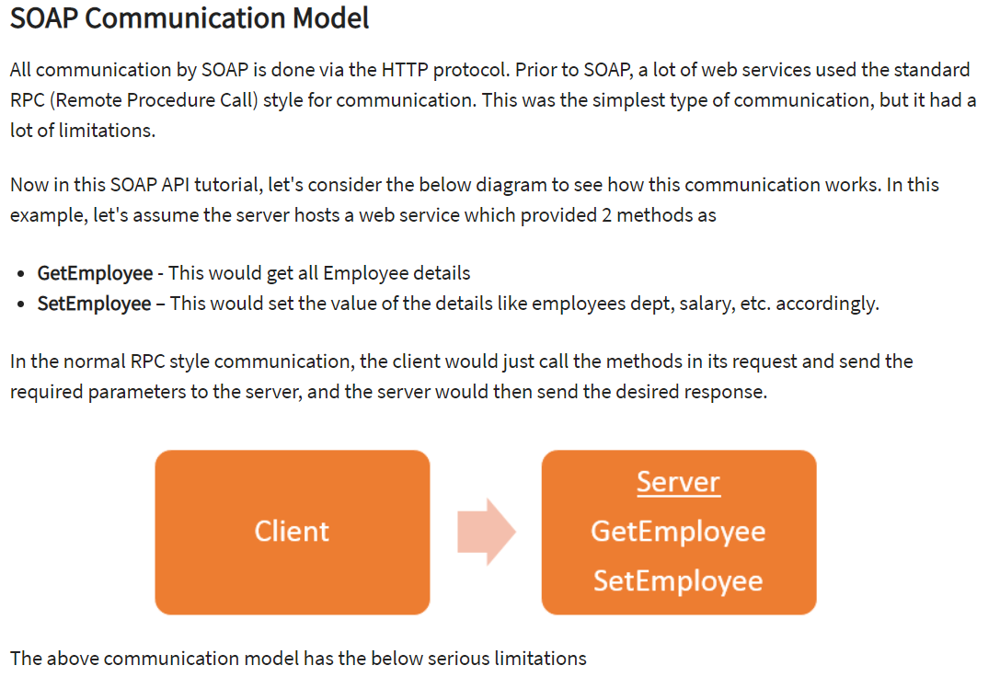 SOAP Communication Model
All communication by SOAP is done via the HTTP protocol. Prior to SOAP, a lot of web services used the standard
RPC (Remote Procedure Call) style for communication. This was the simplest type of communication, but it had a
lot of limitations.
Now in this SOAP API tutorial, let's consider the below diagram to see how this communication works. In this
example, let's assume the server hosts a web service which provided 2 methods as
• GetEmployee - This would get all Employee details
• SetEmployee – This would set the value of the details like employees dept, salary, etc. accordingly.
In the normal RPC style communication, the client would just call the methods in its request and send the
required parameters to the server, and the server would then send the desired response.
Client
Server
GetEmployee
SetEmployee
The above communication model has the below serious limitations